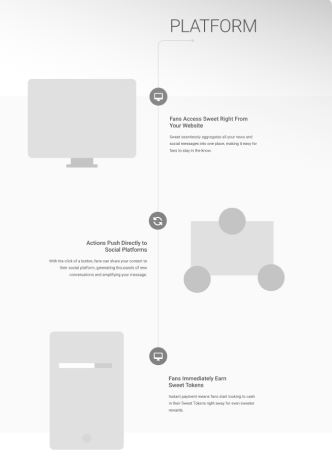 PLATFORM
Fans Access Sweet Right From
Your Website
Sweet seamlessly aggregates all your news and
social messages into one place, making it easy for
fans to stay in the know.
Actions Push Directly to
Social Platforms
With the click of a button, fans can share your content to
their social platform, generating thousands of new
conversations and amplifying your message.
Fans Immediately Earn
Sweet Tokens
Instant payment means fans start looking to cash
in their Sweet Tokens right away for even sweeter
rewards.